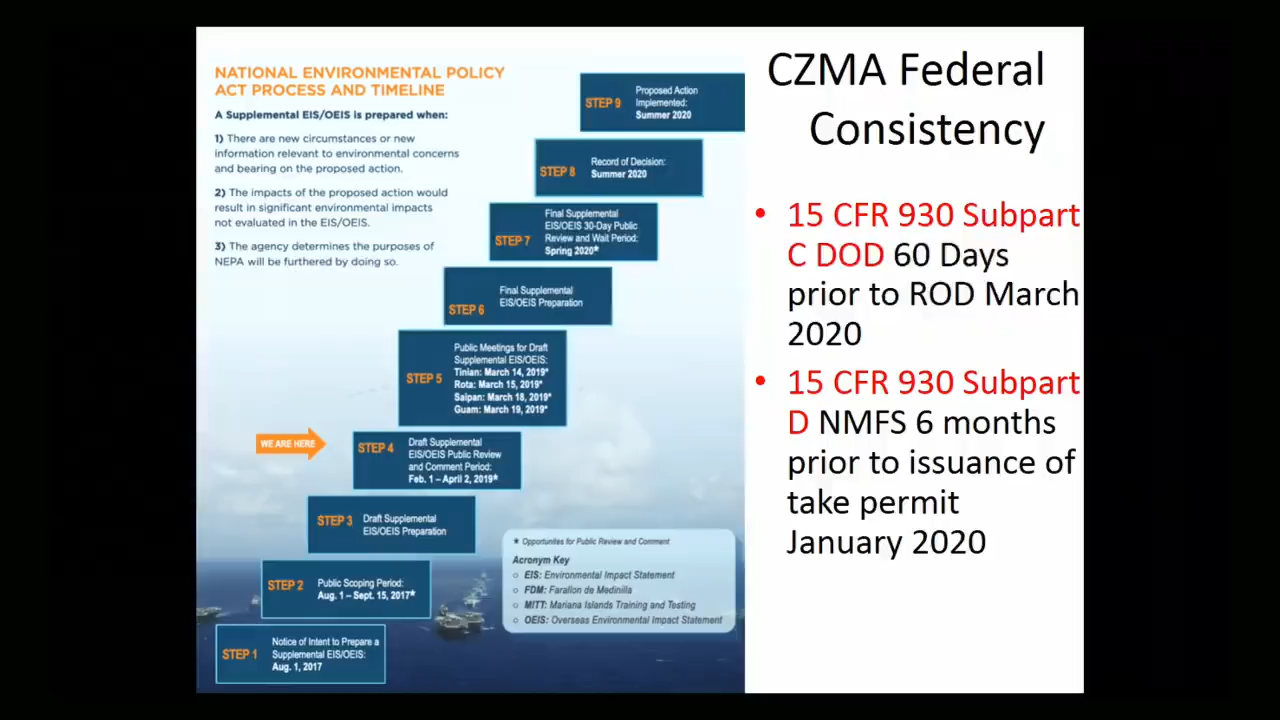 NATIONAL ENVIRONMENTAL POLICY
ACT PROCESS AND TIMELINE
A Supplemental EIS/OEIS is prepared when:
1) There are new circumstances or new
information relevant to environmental concerns
and bearing on the proposed action.
2) The impacts of the proposed action would
result in significant environmental impacts
not evaluated in the EIS/OEIS.
3) The agency determines the purposes of
NEPA will be furthered by doing so.
STEP 9
Proposed Action
Implemented:
Summer 2020
STEP 8
Record of Decision:
Summer 2020
STEP 7
Final Supplemental
EIS/OEIS 30-Day Public
Review and Wait Period:
Spring 2020*
STEP 6
Final Supplemental
EIS/OEIS Preparation
STEP 5
Public Meetings for Draft
Supplemental EIS/OEIS:
Tinian: March 14, 2019*
Rota: March 15, 2019*
Saipan: March 18, 2019*
Guam: March 19, 2019*
WE ARE HERE
STEP 4
Draft Supplemental
EIS/OEIS Public Review
and Comment Period:
Feb. 1 – April 2, 2019*
STEP 3
Draft Supplemental
EIS/OEIS Preparation
STEP 2
Public Scoping Period:
Aug. 1 – Sept. 15, 2017*
STEP 1
Notice of Intent to Prepare a
Supplemental EIS/OEIS:
Aug. 1, 2017
* Opportunites for Public Review and Comment
Acronym Key
○ EIS: Environmental Impact Statement
○ FDM: Farallon de Medinilla
○ MITT: Mariana Islands Training and Testing
○ OEIS: Overseas Environmental Impact Statement
CZMA Federal
Consistency
• 15 CFR 930 Subpart
C DOD 60 Days
prior to ROD March
2020
• 15 CFR 930 Subpart
D NMFS 6 months
prior to issuance of
take permit
January 2020